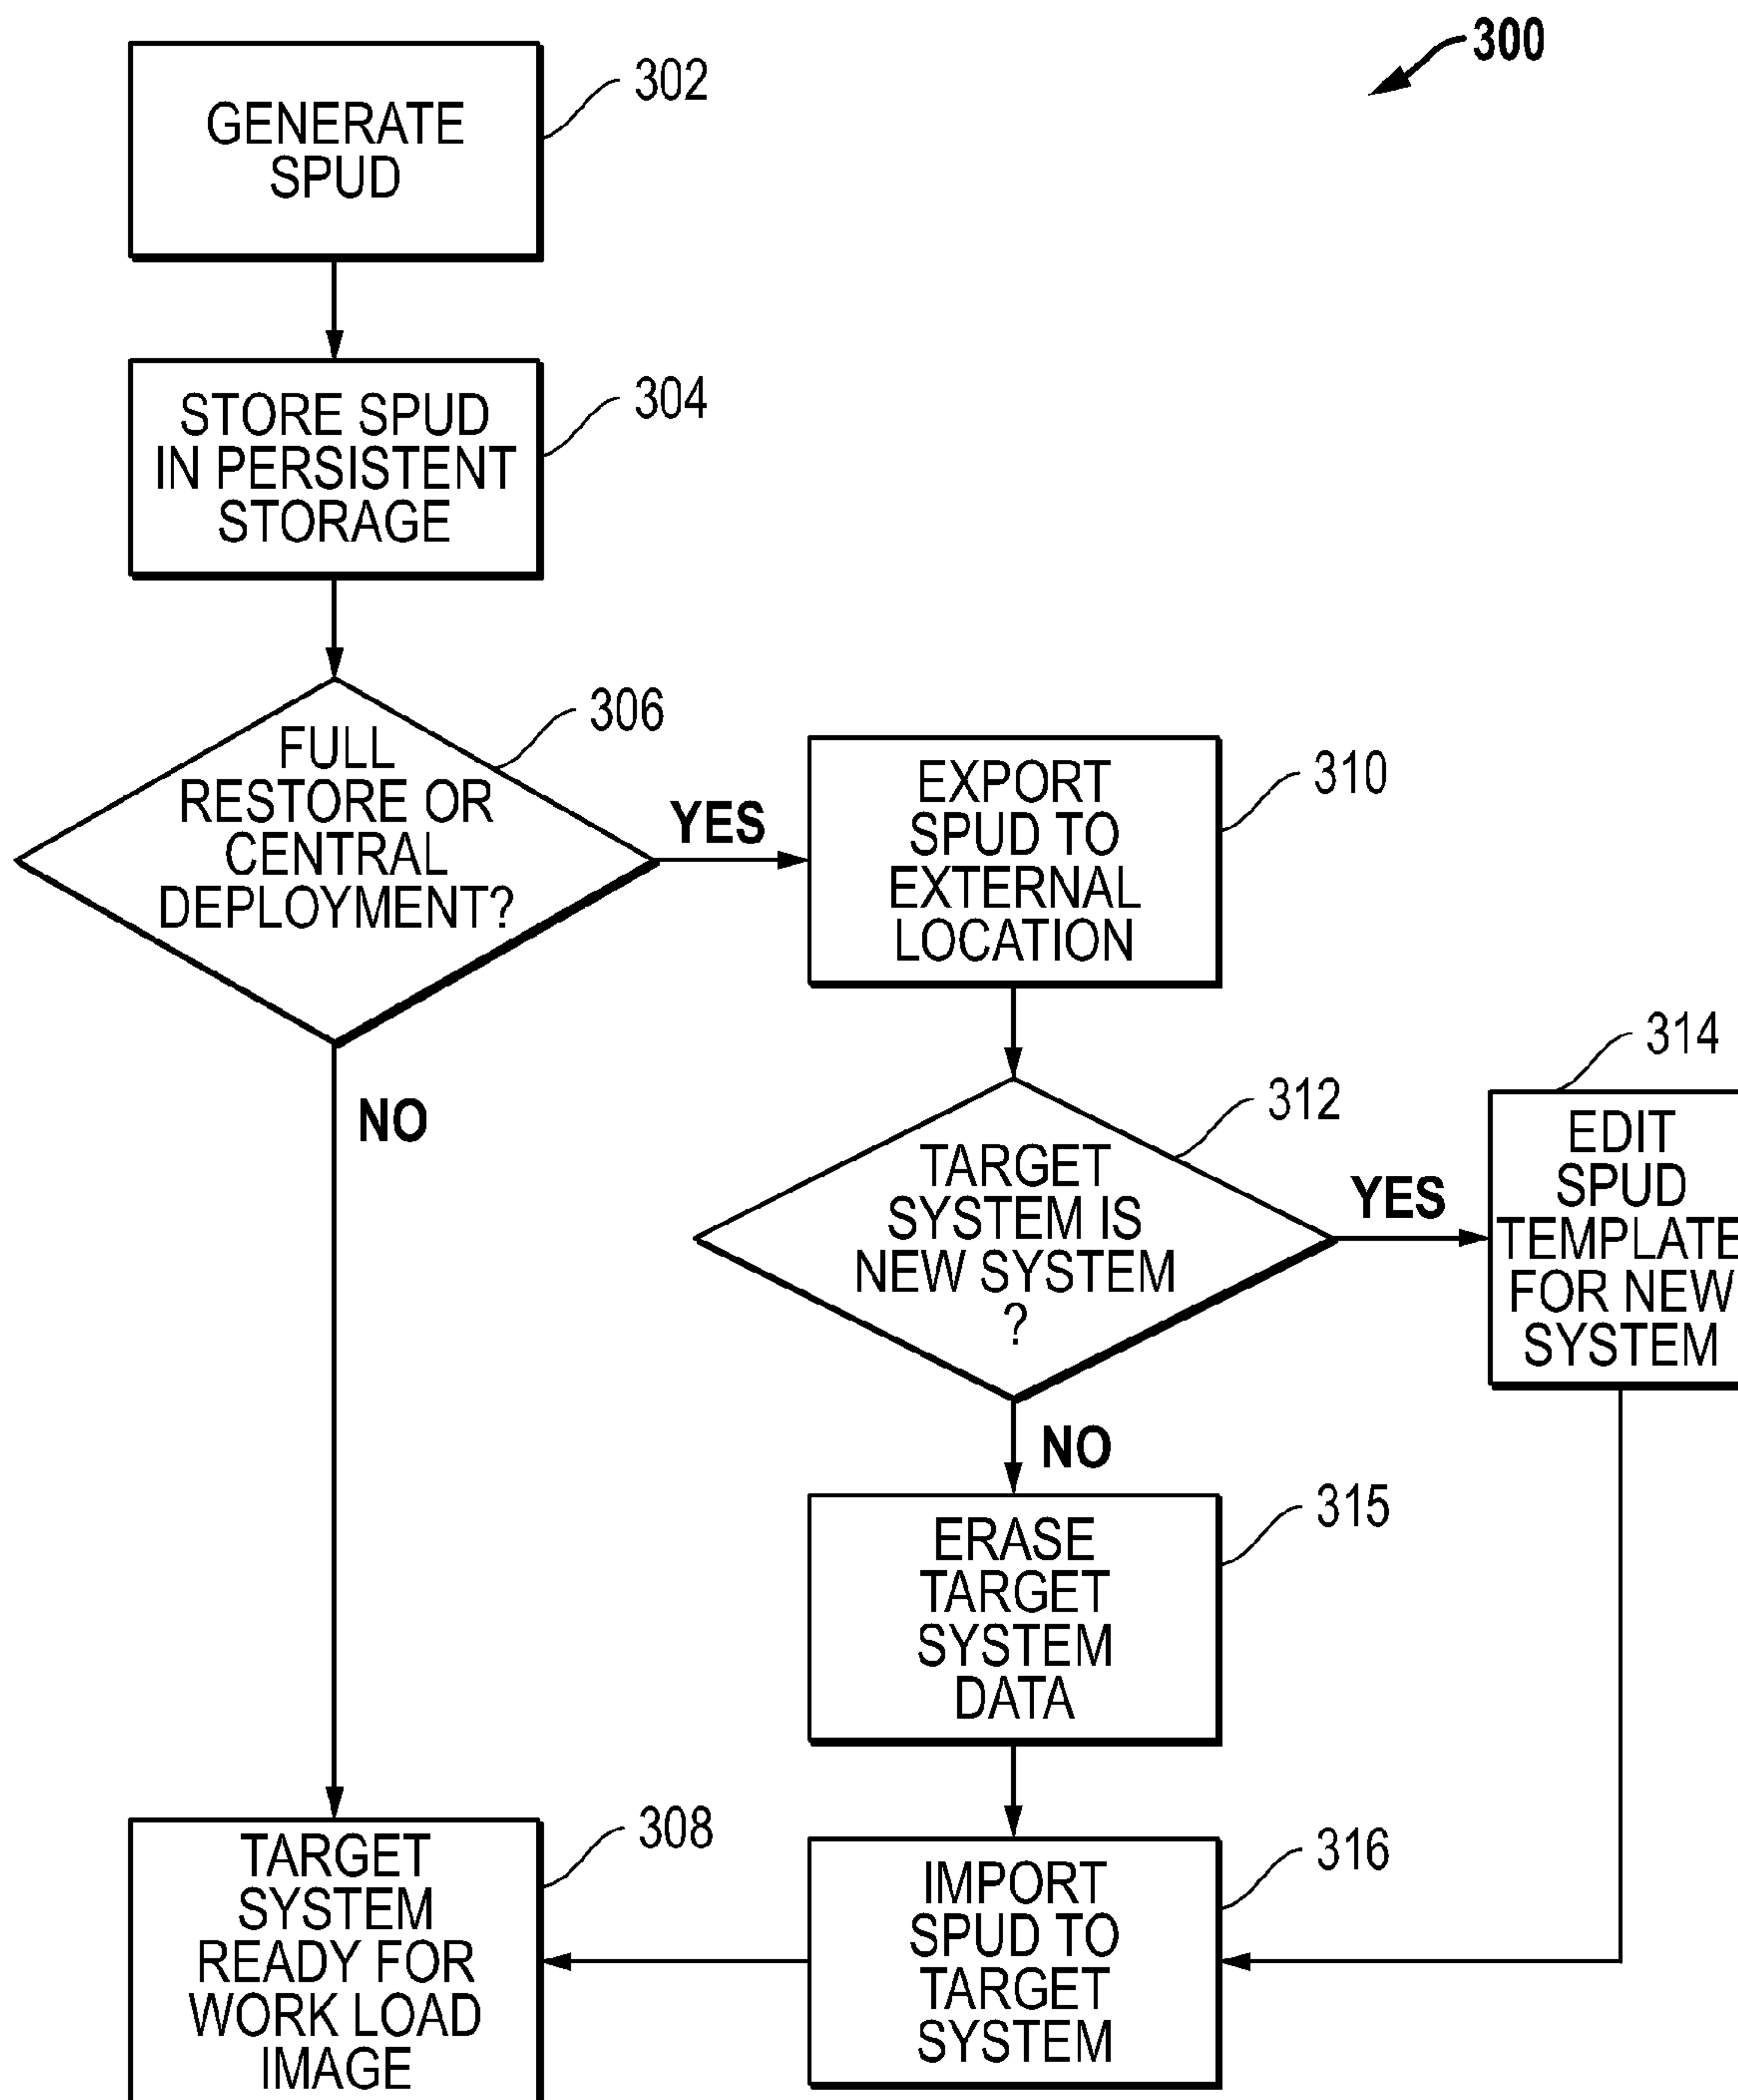 300
GENERATE
SPUD
302
STORE SPUD
IN PERSISTENT
STORAGE
304
FULL
RESTORE OR
CENTRAL
DEPLOYMENT?
306
YES
NO
EXPORT
SPUD TO
EXTERNAL
LOCATION
310
TARGET
SYSTEM IS
NEW SYSTEM
?
312
YES
NO
EDIT
SPUD
TEMPLATE
FOR NEW
SYSTEM
314
ERASE
TARGET
SYSTEM
DATA
315
IMPORT
SPUD TO
TARGET
SYSTEM
316
TARGET
SYSTEM
READY FOR
WORK LOAD
IMAGE
308